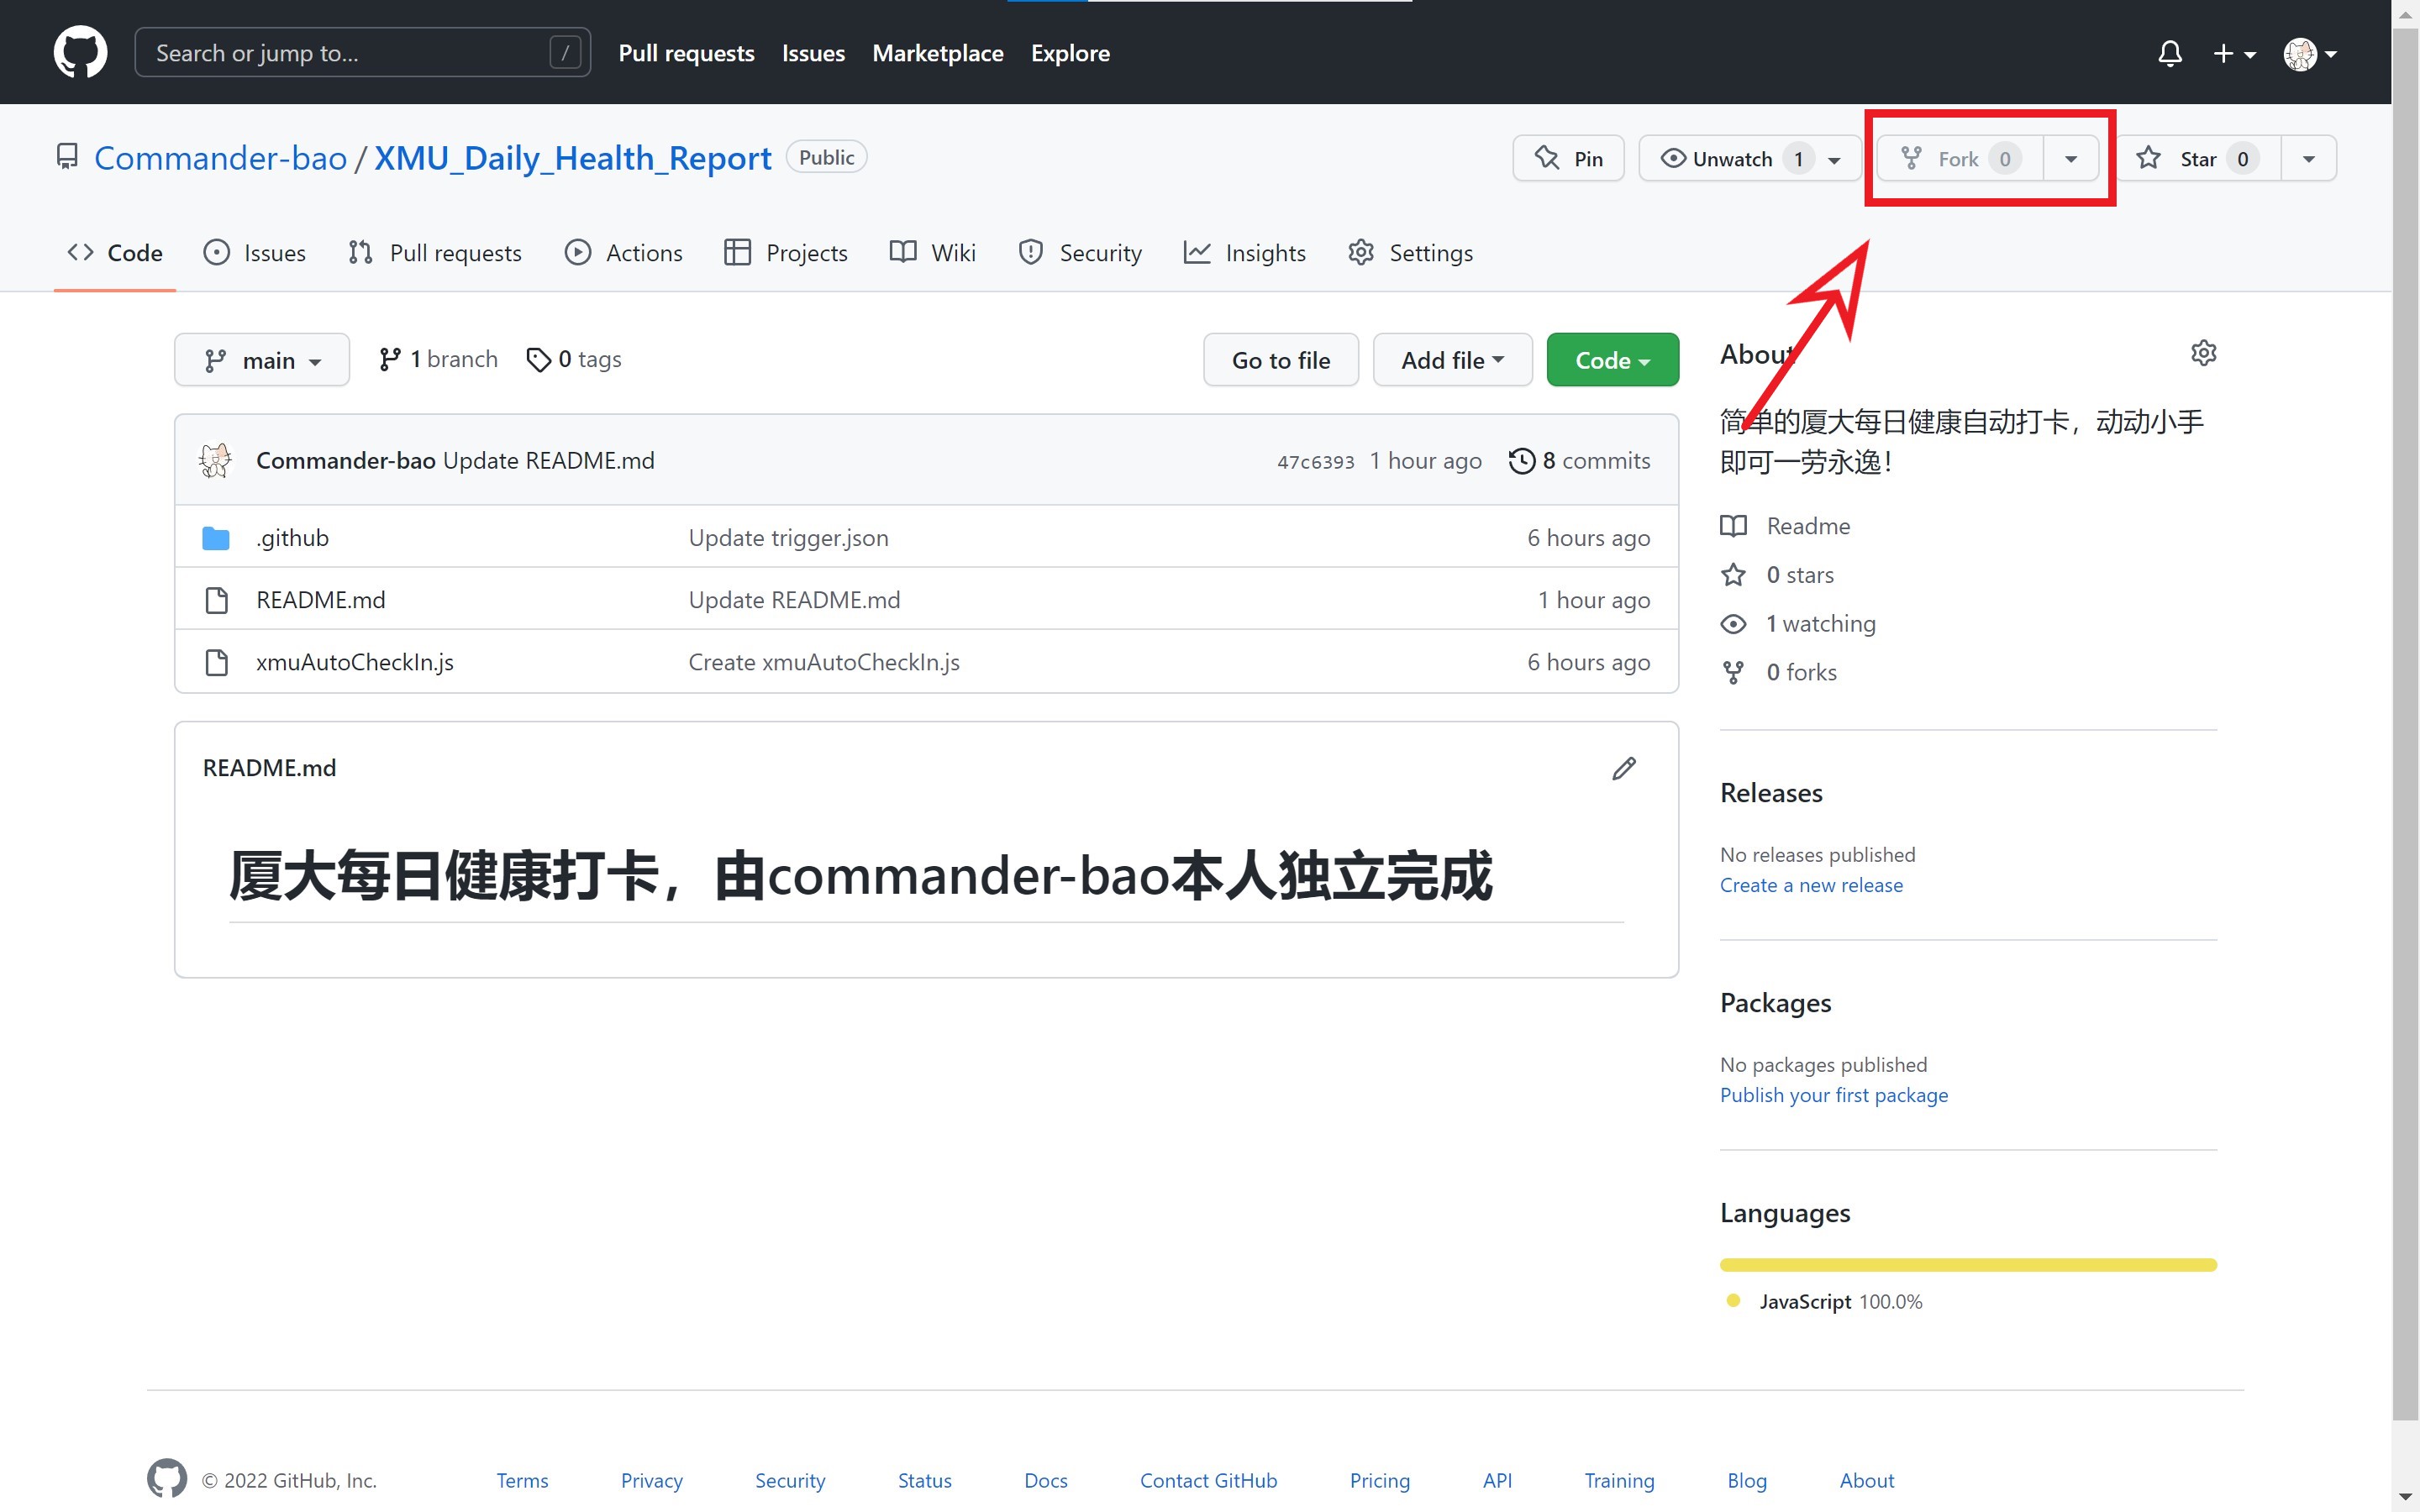 Search or jump to... /
Pull requests Issues Marketplace Explore
Commander-bao / XMU_Daily_Health_Report Public
Pin Unwatch 1 Fork 0 Star 0
Code Issues Pull requests Actions Projects Wiki Security Insights Settings
main 1 branch 0 tags Go to file Add file Code
Commander-bao Update README.md 47c6393 1 hour ago 8 commits
.github Update trigger.json 6 hours ago
README.md Update README.md 1 hour ago
xmuAutoCheckIn.js Create xmuAutoCheckIn.js 6 hours ago
README.md
厦大每日健康打卡，由commander-bao本人独立完成
About
简单的厦大每日健康自动打卡，动动小手
即可一劳永逸！
Readme
0 stars
1 watching
0 forks
Releases
No releases published
Create a new release
Packages
No packages published
Publish your first package
Languages
JavaScript 100.0%
© 2022 GitHub, Inc. Terms Privacy Security Status Docs Contact GitHub Pricing API Training Blog About